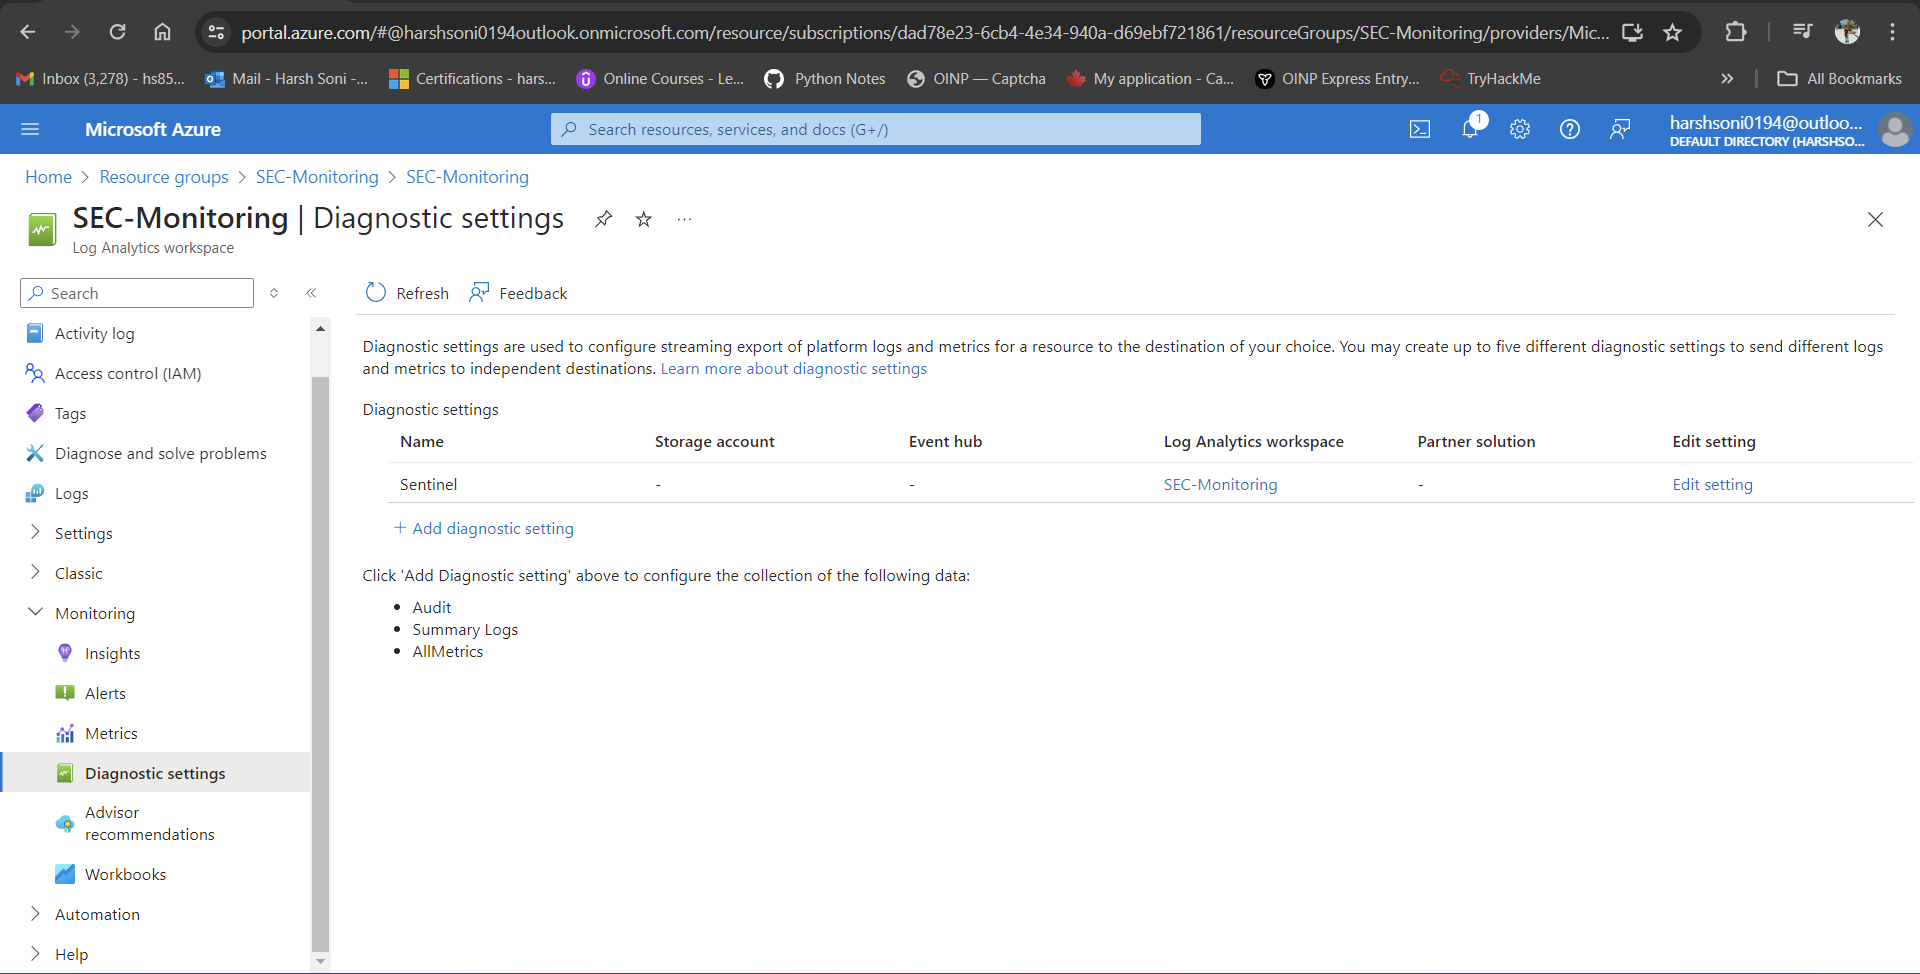 portal.azure.com/#@harshsoni0194outlook.onmicrosoft.com/resource/subscriptions/dad78e23-6cb4-4e34-940a-d69ebf721861/resourceGroups/SEC-Monitoring/providers/Mic...
Inbox (3,278) - hs85... Mail - Harsh Soni -... Certifications - hars... Online Courses - Le... Python Notes OINP — Captcha My application - Ca... OINP Express Entry... TryHackMe » All Bookmarks
Microsoft Azure
Search resources, services, and docs (G+/)
1
harshsoni0194@outloo...
DEFAULT DIRECTORY (HARSHSO...
Home > Resource groups > SEC-Monitoring > SEC-Monitoring
SEC-Monitoring | Diagnostic settings ...
Log Analytics workspace
Search
«
Activity log
Access control (IAM)
Tags
Diagnose and solve problems
Logs
Settings
Classic
Monitoring
Insights
Alerts
Metrics
Diagnostic settings
Advisor
recommendations
Workbooks
Automation
Help
Refresh Feedback
Diagnostic settings are used to configure streaming export of platform logs and metrics for a resource to the destination of your choice. You may create up to five different diagnostic settings to send different logs
and metrics to independent destinations. Learn more about diagnostic settings
Diagnostic settings
Name Storage account Event hub Log Analytics workspace Partner solution Edit setting
Sentinel - - SEC-Monitoring - Edit setting
+ Add diagnostic setting
Click 'Add Diagnostic setting' above to configure the collection of the following data:
• Audit
• Summary Logs
• AllMetrics